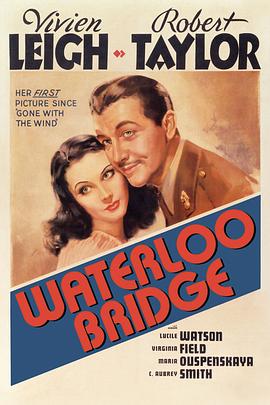 Vivien Robert
LEIGH TAYLOR
HER FIRST
PICTURE SINCE
'GONE WITH
THE WIND'
WATERLOO
BRIDGE
with
LUCILE WATSON
VIRGINIA FIELD
MARIA OUSPENSKAYA
C. AUBREY SMITH